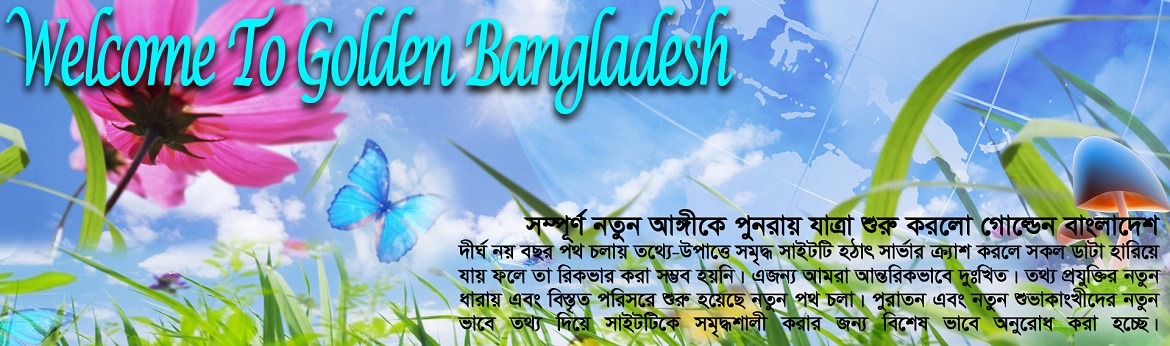 Welcome To Golden Bangladesh
সম্পূর্ণ নতুন আঙ্গীকে পুনরায় যাত্রা শুরু করলো গোল্ডেন বাংলাদেশ
দীর্ঘ নয় বছর পথ চলায় তথ্যে-উপাত্তে সমৃদ্ধ সাইটটি হঠাৎ সার্ভার ক্র্যাশ করলে সকল ডাটা হারিয়ে
যায় ফলে তা রিকভার করা সম্ভব হয়নি। এজন্য আমরা আন্তরিকভাবে দুঃখিত। তথ্য প্রযুক্তির নতুন
ধারায় এবং বিস্তৃত পরিসরে শুরু হয়েছে নতুন পথ চলা। পুরাতন এবং নতুন শুভাকাংখীদের নতুন
ভাবে তথ্য দিয়ে সাইটটিকে সমৃদ্ধশালী করার জন্য বিশেষ ভাবে অনুরোধ করা হচ্ছে।